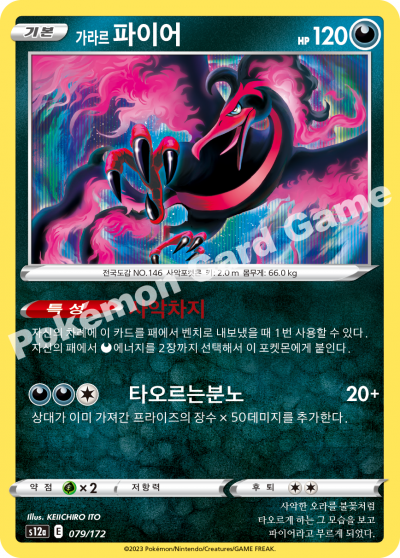 기본 가라르 파이어 HP 120
전국도감 NO.146 사악포켓몬 키: 2.0 m 몸무게: 66.0 kg
특성 사악차지
자신의 차례에 이 카드를 패에서 벤치로 내보냈을 때 1번 사용할 수 있다.
자신의 패에서 에너지를 2장까지 선택해서 이 포켓몬에게 붙인다.
타오르는분노 20+
상대가 이미 가져간 프라이즈의 장수 × 50데미지를 추가한다.
약점 × 2 저항력 후퇴
Illus. KEIICHIRO ITO
s12a E 079/172
사악한 오라를 불꽃처럼
타오르게 하는 그 모습을 보고
파이어라고 부르게 되었다.
©2023 Pokémon/Nintendo/Creatures/GAME FREAK.
Pokémon Card Game